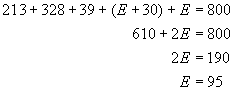 213 + 328 + 39 + (E + 30) + E = 800
610 + 2E = 800
2E = 190
E = 95